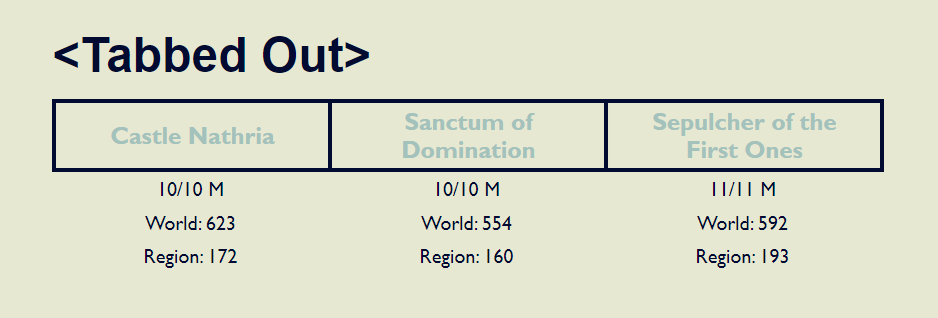 <Tabbed Out>
Castle Nathria
Sanctum of
Domination
Sepulcher of the
First Ones
10/10 M
10/10 M
11/11 M
World: 623
World: 554
World: 592
Region: 172
Region: 160
Region: 193